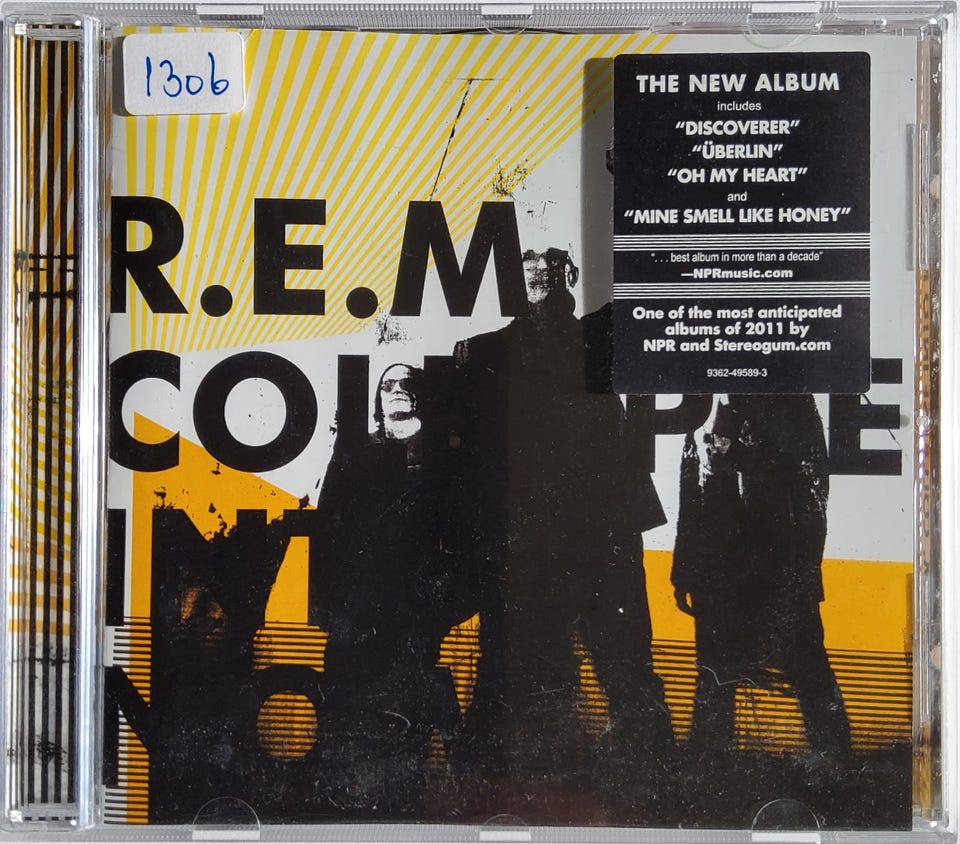 1306
THE NEW ALBUM
includes
“DISCOVERER”
“ÜBERLIN”
“OH MY HEART”
and
“MINE SMELL LIKE HONEY”
“. . . best album in more than a decade”
—NPRmusic.com
One of the most anticipated
albums of 2011 by
NPR and Stereogum.com
9362-49589-3
R.E.M
INT
NO